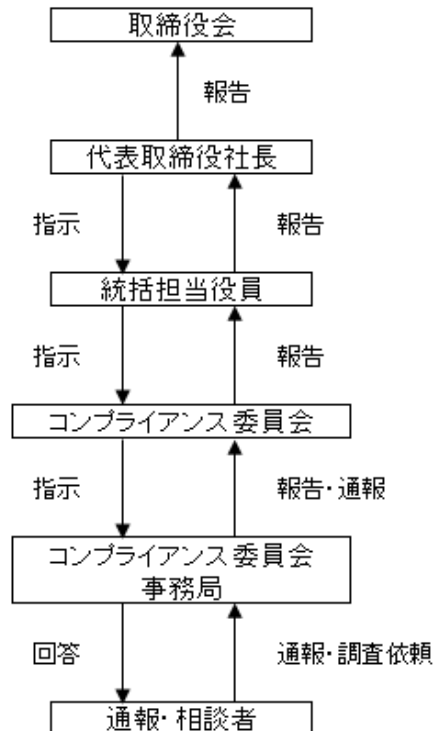 取締役会
報告
代表取締役社長
指示
報告
統括担当役員
指示
報告
コンプライアンス委員会
指示
報告・通報
コンプライアンス委員会
事務局
回答
通報・調査依頼
通報・相談者